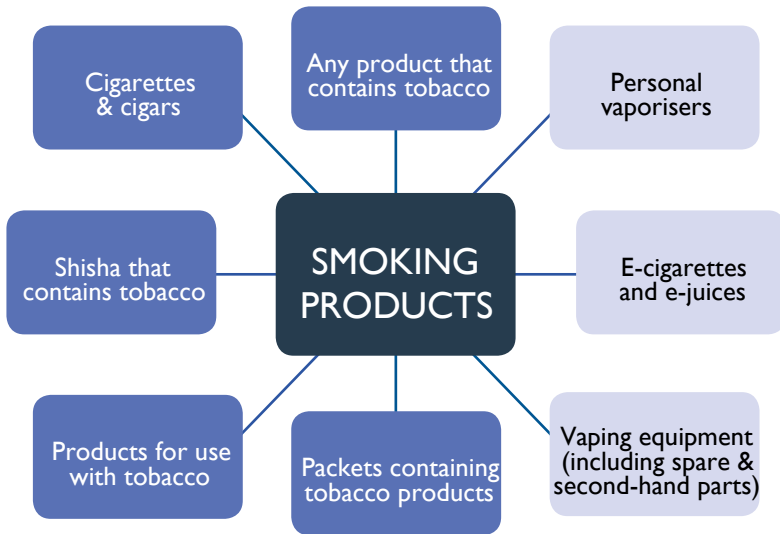 Cigarettes
& cigars
Any product that
contains tobacco
Personal
vaporisers
Shisha that
contains tobacco
SMOKING
PRODUCTS
E-cigarettes
and e-juices
Products for use
with tobacco
Packets containing
tobacco products
Vaping equipment
(including spare &
second-hand parts)